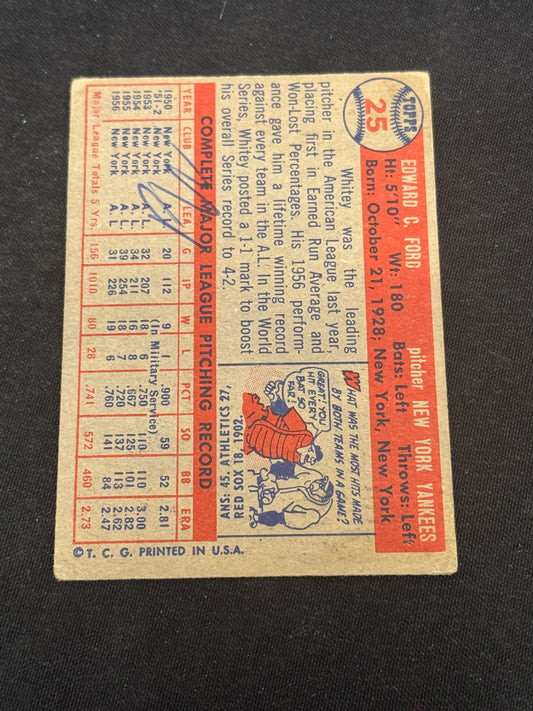 TOPPS
25
EDWARD C. FORD
pitcher NEW YORK YANKEES
Ht: 5'10" Wt: 180 Bats: Left Throws: Left
Born: October 21, 1928; New York, New York
Whitey was the leading
pitcher in the American League last year,
placing first in Earned Run Average and
Won-Lost Percentages. His 1956 perform-
ance gave him a lifetime winning record
against every team in the A.L. In the World
Series, Whitey posted a 1-1 mark to boost
his overall Series record to 4-2.
WHAT WAS THE MOST HITS MADE
BY BOTH TEAMS IN A GAME?
GREAT, YOU
HIT EVERY
BAT SO
FAR!
ANS: 45. ATHLETICS 27,
RED SOX 18. 1902.
COMPLETE MAJOR LEAGUE PITCHING RECORD
YEAR CLUB LEA. G IP W L PCT SO BB ERA
1950 New York A. L. 20 112 9 1 .900 59 52 2.81
'51-2 New York (In Military Service)
1953 New York 32 207 18 6 .750 110 110 3.00
1954 New York A. L. 34 211 16 8 .667 125 101 2.82
1955 New York A. L. 39 254 18 7 .720 137 113 2.62
1956 New York A. L. 31 226 19 6 .760 141 84 2.47
Major League Totals 5 Yrs. 156 1010 80 28 .741 572 460 2.73
© T. C. G. PRINTED IN U.S.A.